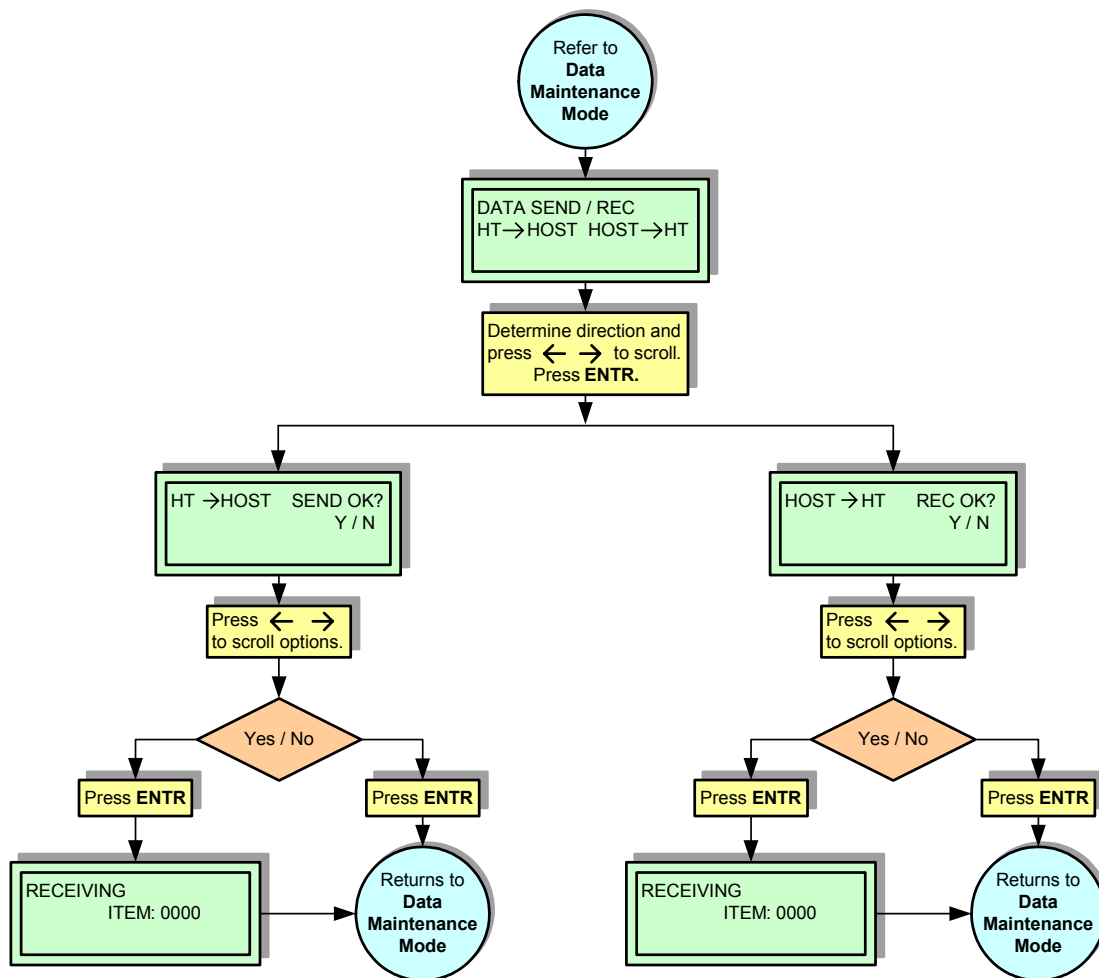 Refer to
Data
Maintenance
Mode
DATA SEND / REC
HT→HOST HOST→HT
Determine direction and
press ← → to scroll.
Press ENTR.
HT →HOST SEND OK?
Y / N
Press ← →
to scroll options.
Yes / No
Press ENTR
Press ENTR
RECEIVING
ITEM: 0000
Returns to
Data
Maintenance
Mode
HOST → HT REC OK?
Y / N
Press ← →
to scroll options.
Yes / No
Press ENTR
Press ENTR
RECEIVING
ITEM: 0000
Returns to
Data
Maintenance
Mode